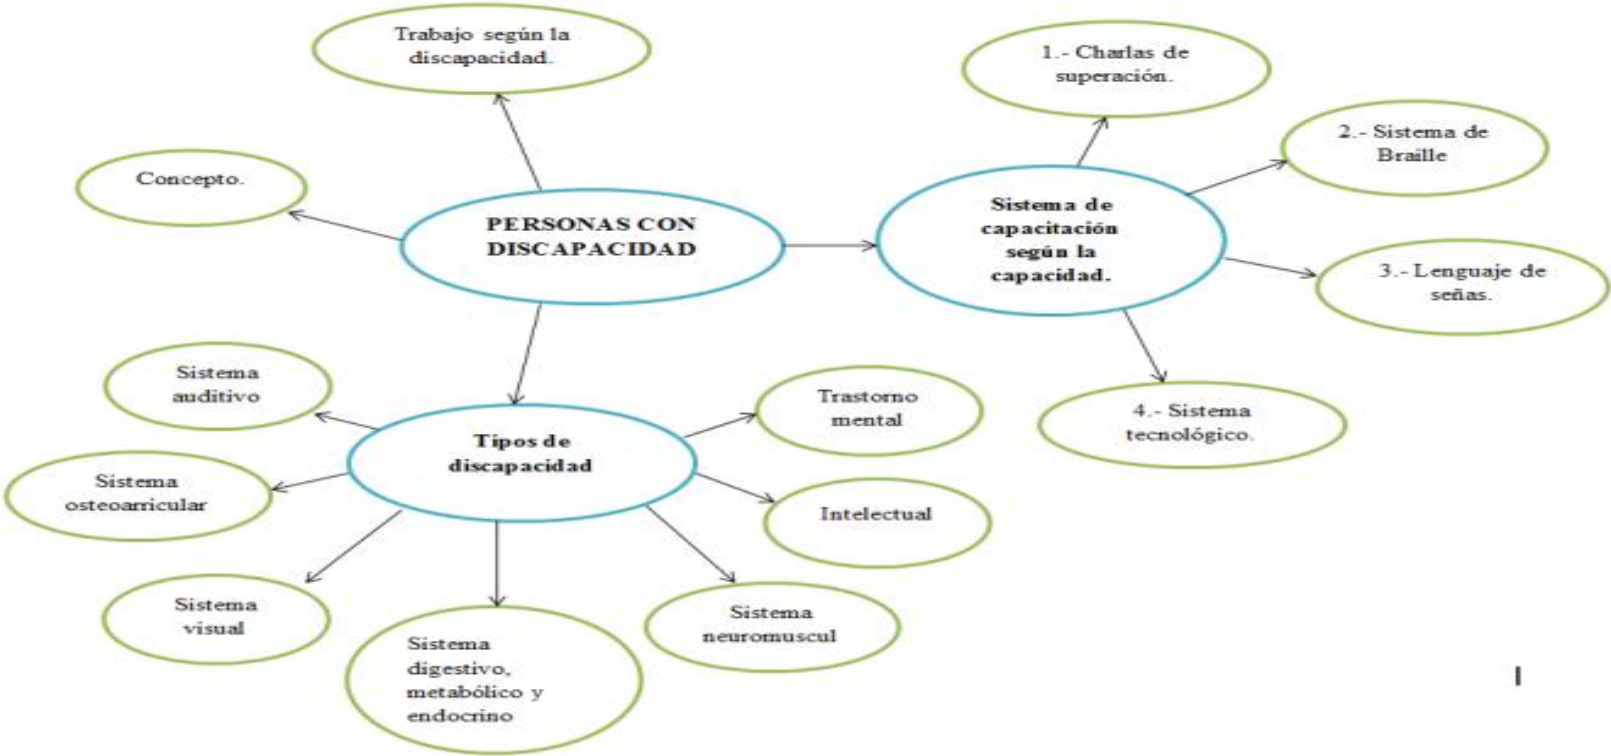 Trabajo según la
discapacidad.
1.- Charlas de
superación.
2.- Sistema de
Braille
Concepto.
PERSONAS CON
DISCAPACIDAD
Sistema de
capacitación
según la
capacidad.
3.- Lenguaje de
señas.
4.- Sistema
tecnológico.
Tipos de
discapacidad
Sistema
auditivo
Sistema
osteoarricular
Sistema
visual
Sistema
digestivo,
metabólico y
endocrino
Sistema
neuromuscul
Intelectual
Trastorno
mental